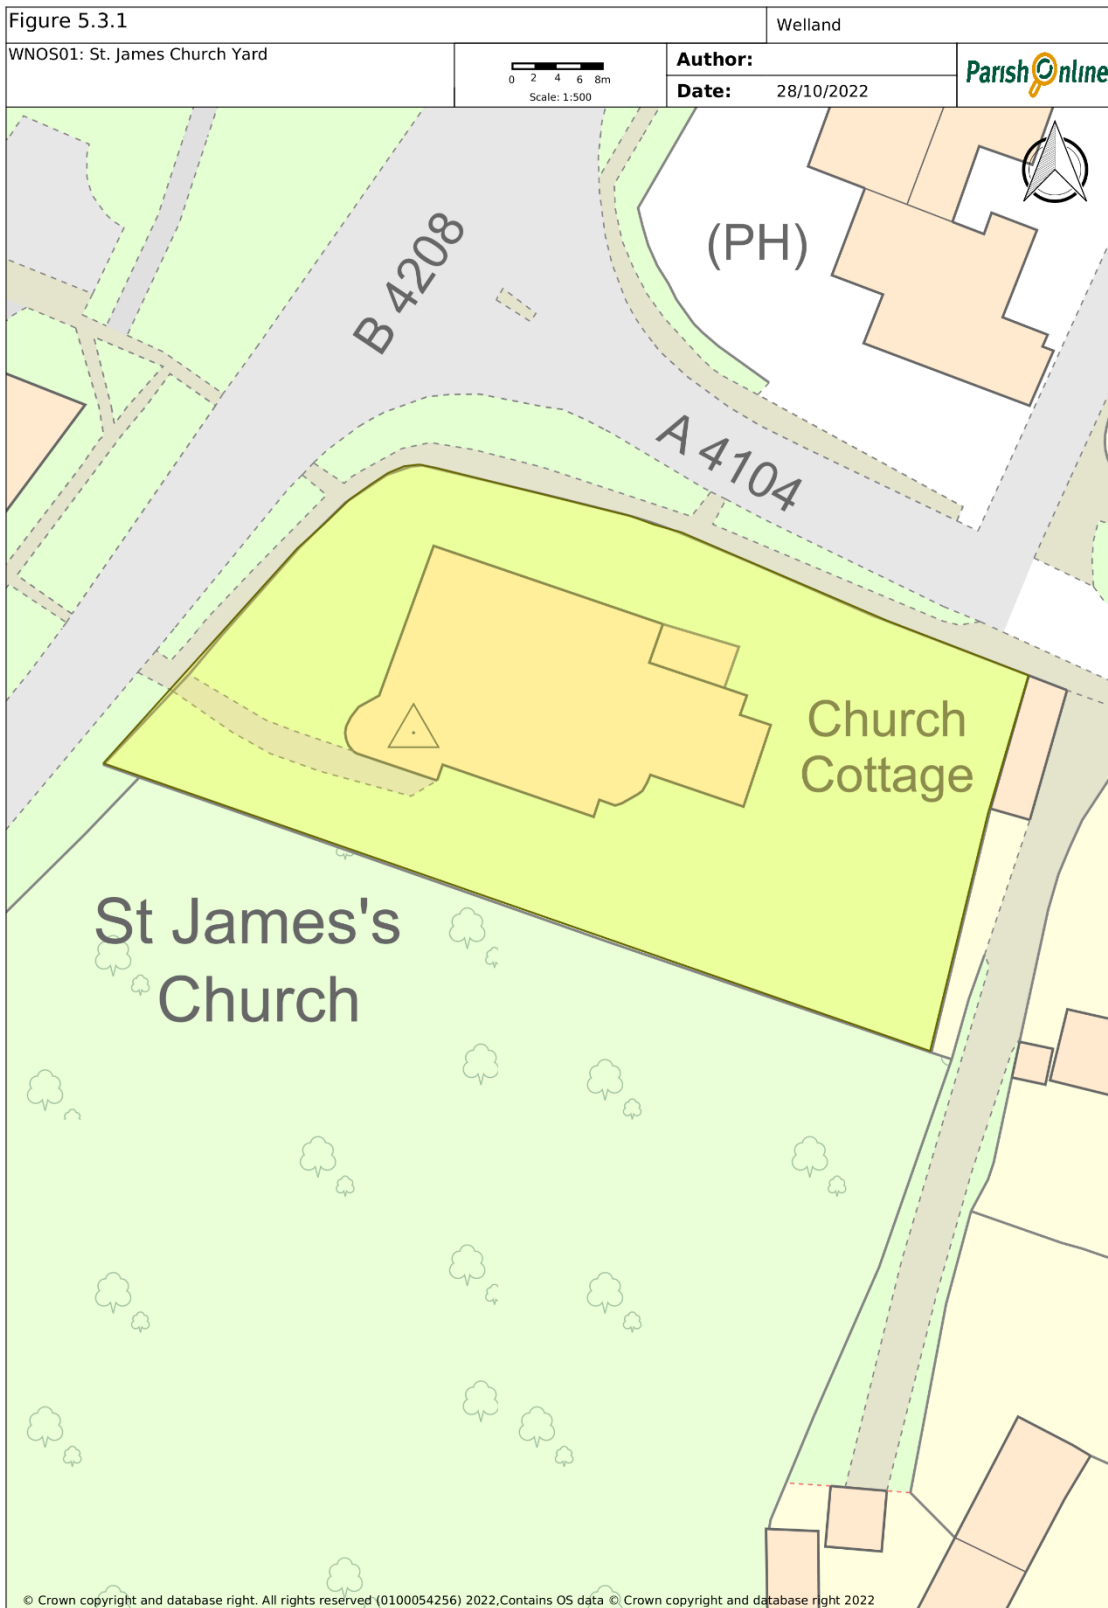 Figure 5.3.1
Welland
WNOS01: St. James Church Yard
0 2 4 6 8m
Scale: 1:500
Author:
Date: 28/10/2022
Parish Online
(PH)
B 4208
A 4104
Church
Cottage
St James's
Church
© Crown copyright and database right. All rights reserved (0100054256) 2022,Contains OS data © Crown copyright and database right 2022